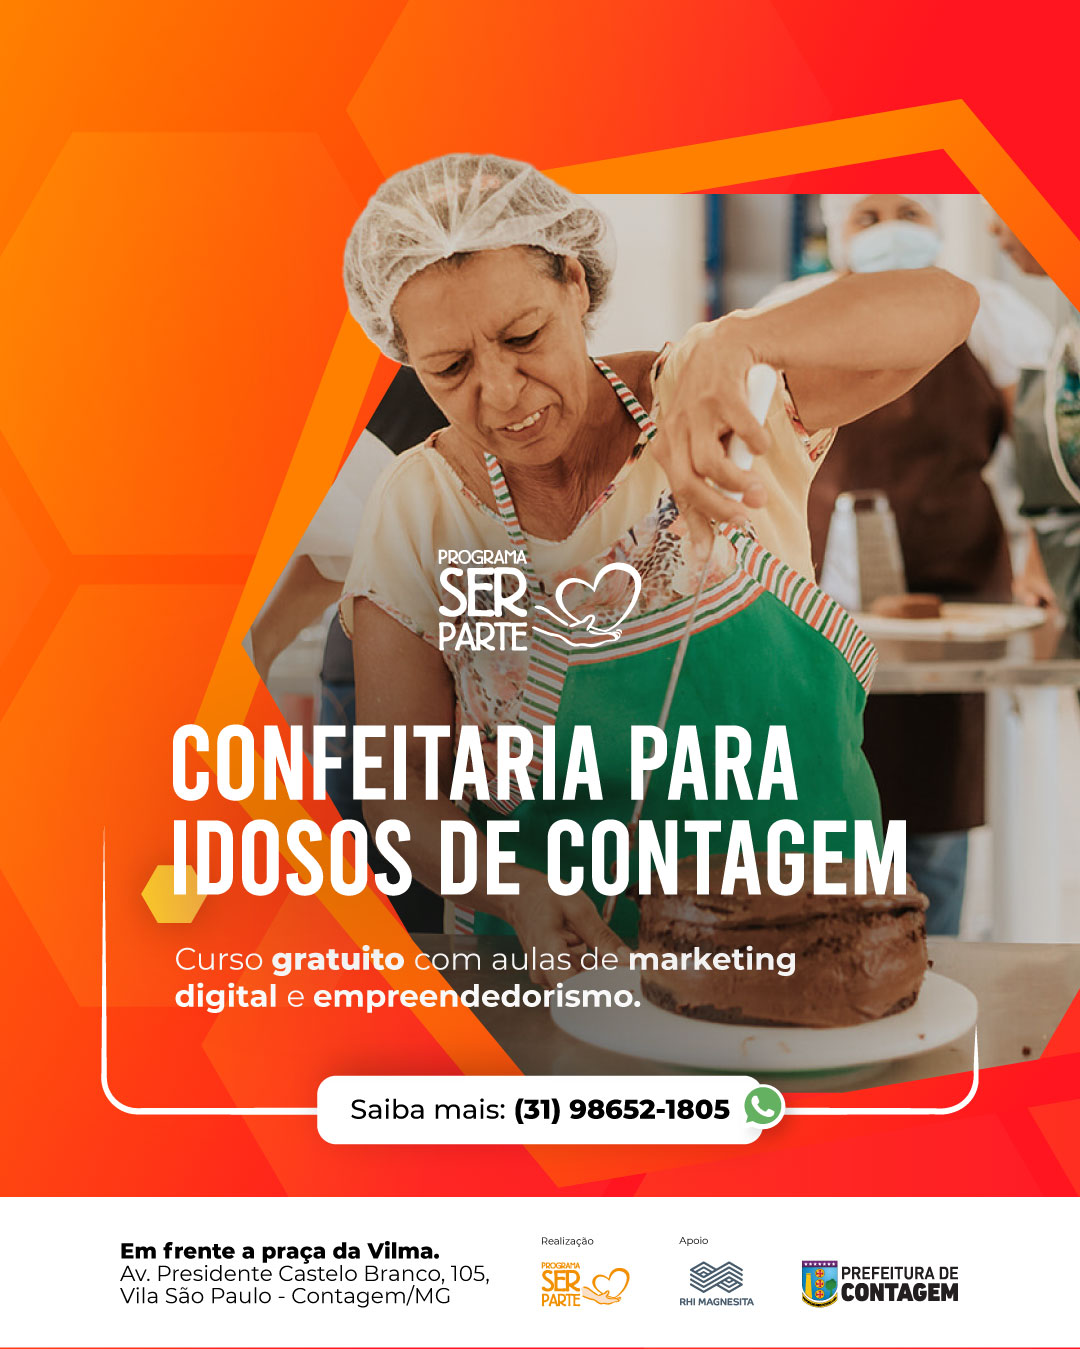 PROGRAMA
SER
PARTE
CONFEITARIA PARA
IDOSOS DE CONTAGEM
Curso gratuito com aulas de marketing
digital e empreendedorismo.
Saiba mais: (31) 98652-1805
Em frente a praça da Vilma.
Av. Presidente Castelo Branco, 105,
Vila São Paulo - Contagem/MG
Realização
PROGRAMA
SER
PARTE
Apoio
RHI MAGNESITA
PREFEITURA DE
CONTAGEM